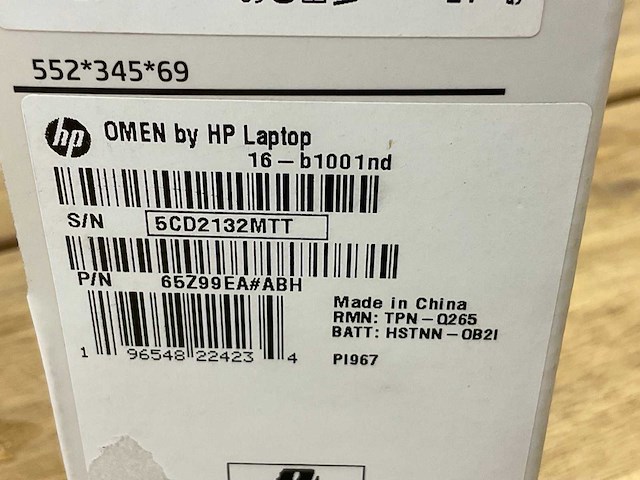 552*345*69
hp OMEN by HP Laptop
16-b1001nd
S/N 5CD2132MTT
P/N 65Z99EA#ABH
Made in China
RMN: TPN-Q265
BATT: HSTNN-OB2I
1 96548 22423 4
PI967